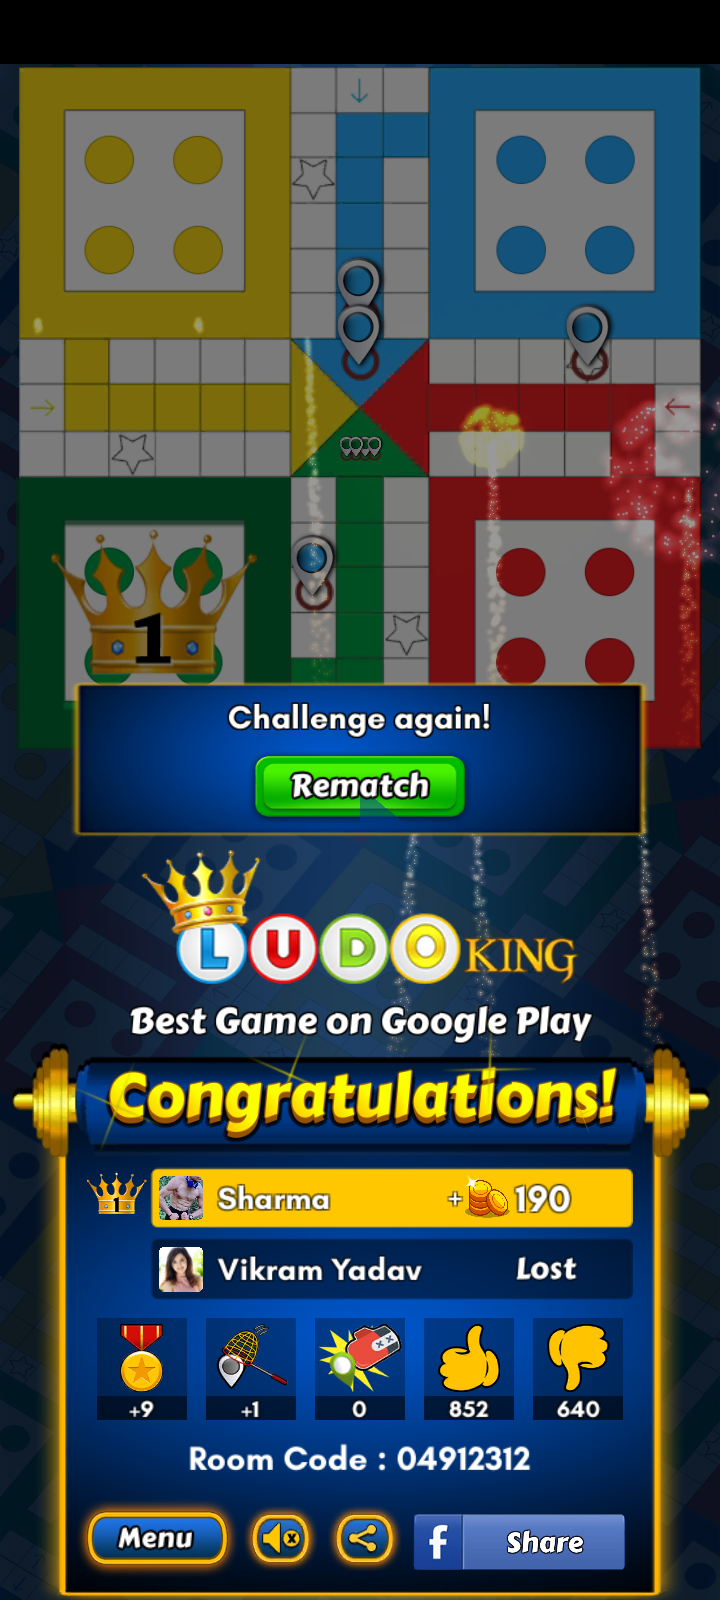 1
Challenge again!
Rematch
LUDO KING
Best Game on Google Play
Congratulations!
1 Sharma + 190
Vikram Yadav Lost
+9 +1 0 852 640
Room Code : 04912312
Menu f Share